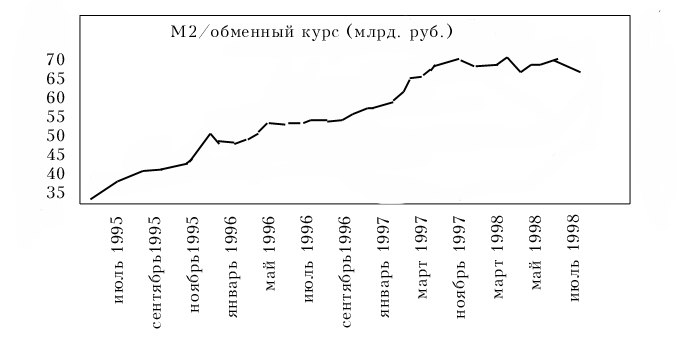 М2/обменный курс (млрд. руб.)
70
65
60
55
50
45
40
35
июль 1995
сентябрь1995
ноябрь1995
январь 1996
май 1996
июль 1996
сентябрь1996
январь 1997
март 1997
ноябрь 1997
март 1998
май 1998
июль 1998